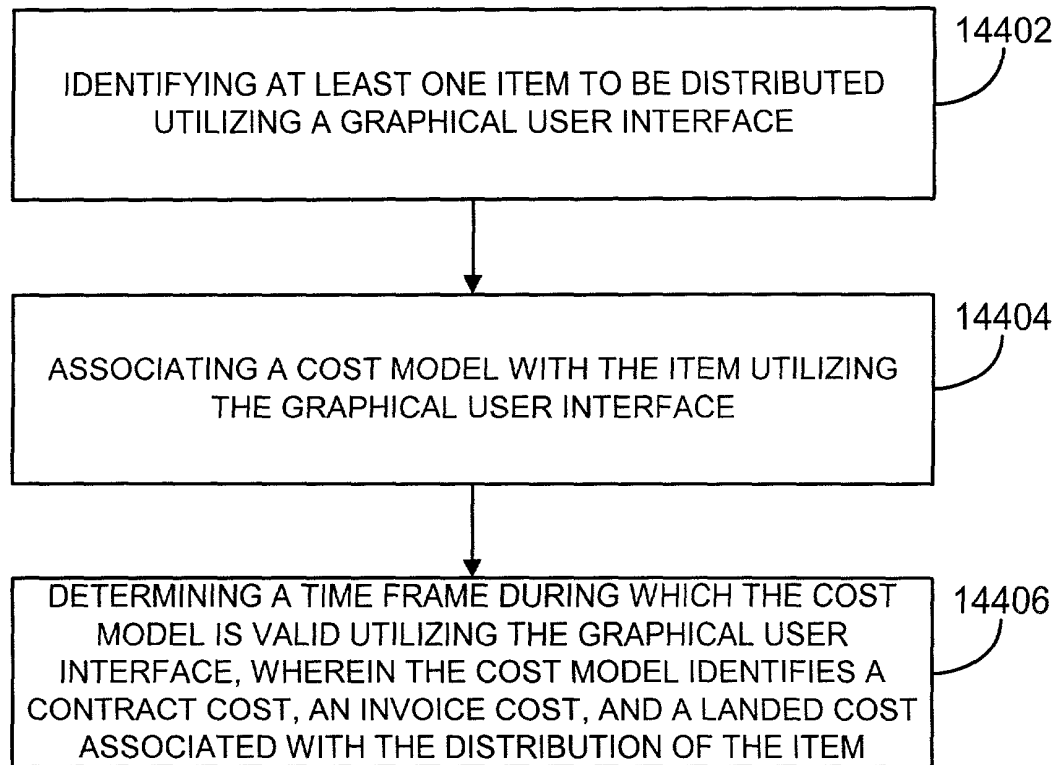 14402
IDENTIFYING AT LEAST ONE ITEM TO BE DISTRIBUTED
UTILIZING A GRAPHICAL USER INTERFACE
14404
ASSOCIATING A COST MODEL WITH THE ITEM UTILIZING
THE GRAPHICAL USER INTERFACE
14406
DETERMINING A TIME FRAME DURING WHICH THE COST
MODEL IS VALID UTILIZING THE GRAPHICAL USER
INTERFACE, WHEREIN THE COST MODEL IDENTIFIES A
CONTRACT COST, AN INVOICE COST, AND A LANDED COST
ASSOCIATED WITH THE DISTRIBUTION OF THE ITEM